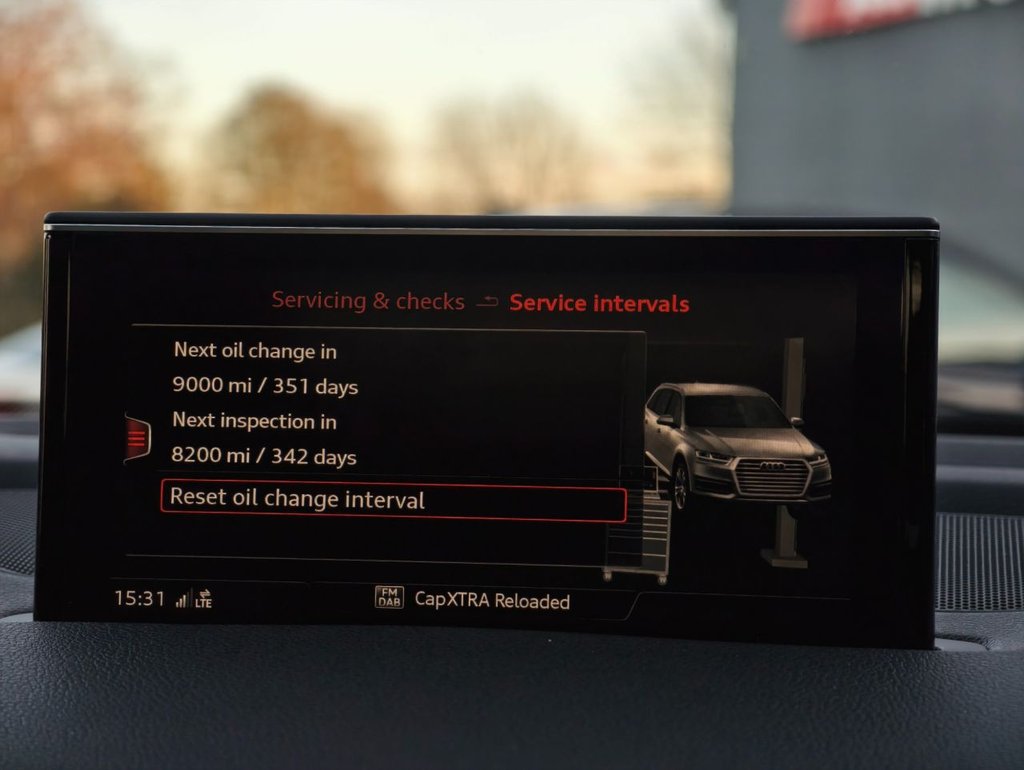 Servicing & checks Service intervals
Next oil change in
9000 mi / 351 days
Next inspection in
8200 mi / 342 days
Reset oil change interval
15:31 LTE FM DAB CapXTRA Reloaded